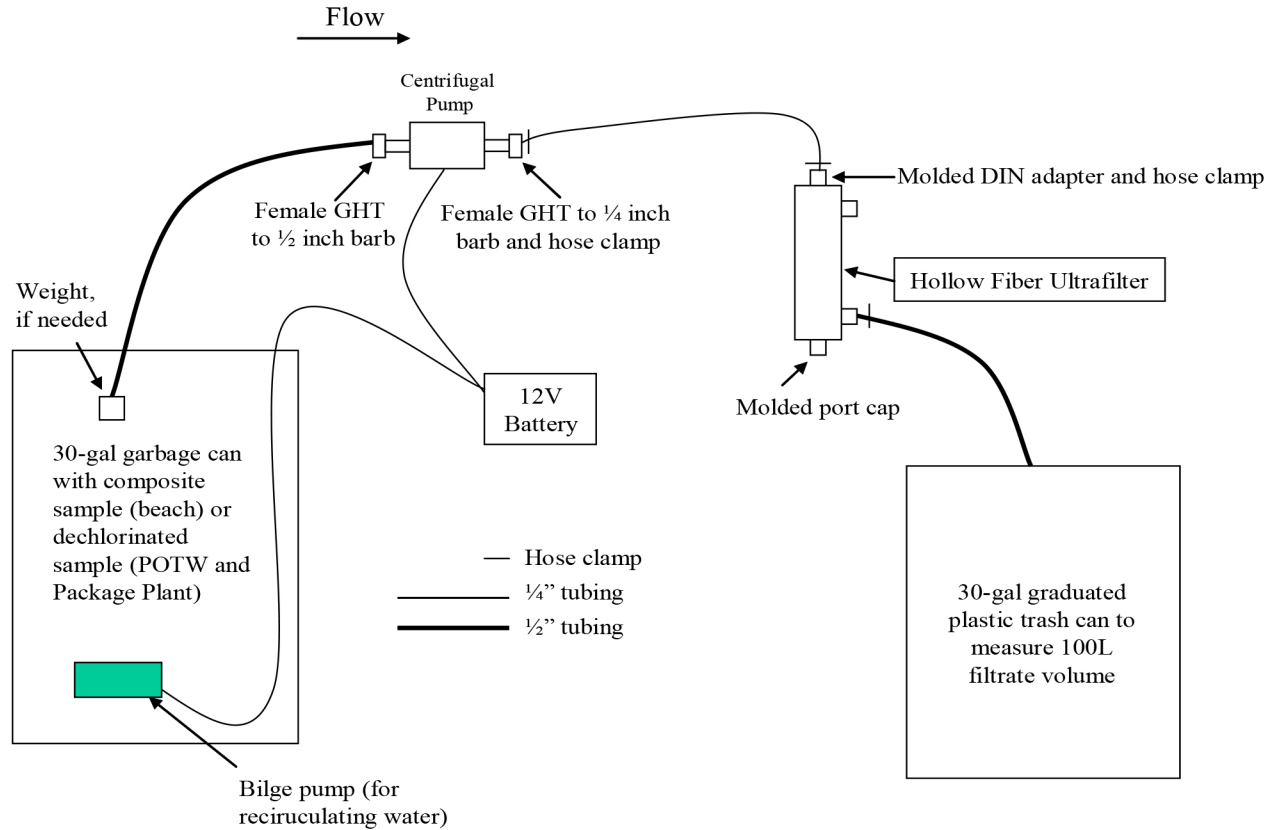 Flow
Centrifugal
Pump
Female GHT
to ½ inch barb
Female GHT to ¼ inch
barb and hose clamp
Molded DIN adapter and hose clamp
Hollow Fiber Ultrafilter
Molded port cap
Weight,
if needed
12V
Battery
30-gal garbage can
with composite
sample (beach) or
dechlorinated
sample (POTW and
Package Plant)
Hose clamp
¼” tubing
½” tubing
30-gal graduated
plastic trash can to
measure 100L
filtrate volume
Bilge pump (for
reciruculating water)